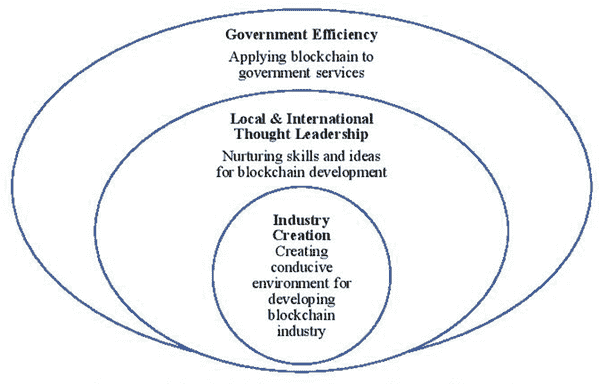 Government Efficiency
Applying blockchain to
government services
Local & International
Thought Leadership
Nurturing skills and ideas
for blockchain development
Industry
Creation
Creating
conducive
environment for
developing
blockchain
industry